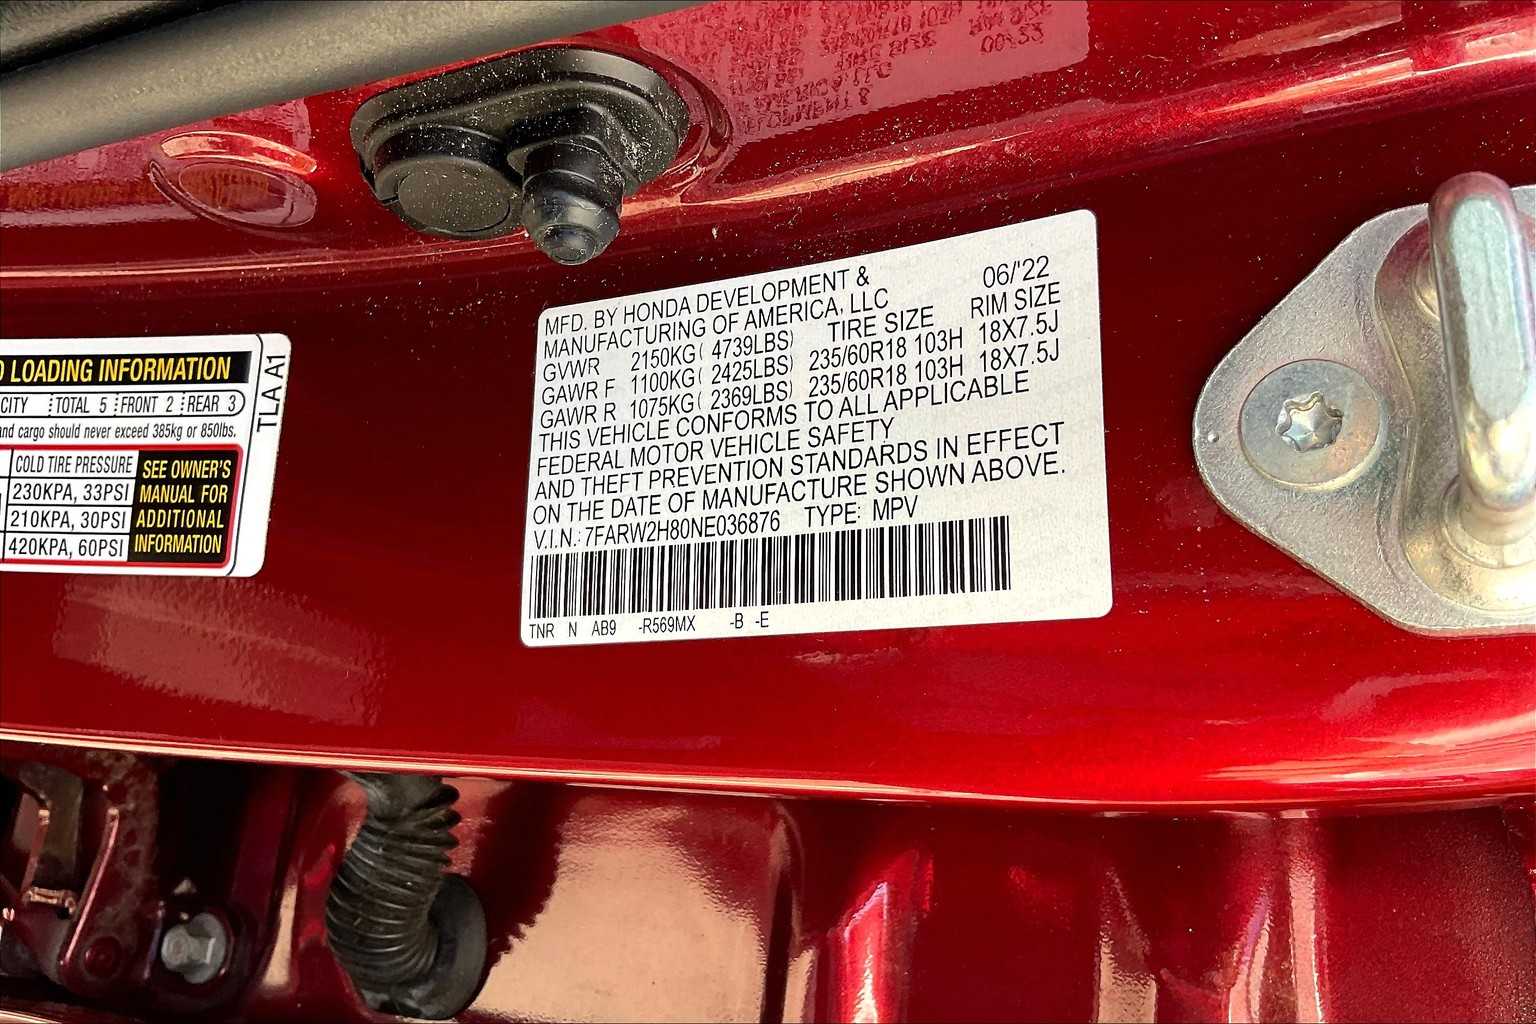 D LOADING INFORMATION
CITY TOTAL 5 FRONT 2 REAR 3
and cargo should never exceed 385kg or 850lbs.
COLD TIRE PRESSURE
230KPA, 33PSI
210KPA, 30PSI
420KPA, 60PSI
SEE OWNER'S
MANUAL FOR
ADDITIONAL
INFORMATION
TLA A1
MFD. BY HONDA DEVELOPMENT & 06/'22
MANUFACTURING OF AMERICA, LLC
GVWR 2150KG( 4739LBS) TIRE SIZE RIM SIZE
GAWR F 1100KG( 2425LBS) 235/60R18 103H 18X7.5J
GAWR R 1075KG( 2369LBS) 235/60R18 103H 18X7.5J
THIS VEHICLE CONFORMS TO ALL APPLICABLE
FEDERAL MOTOR VEHICLE SAFETY
AND THEFT PREVENTION STANDARDS IN EFFECT
ON THE DATE OF MANUFACTURE SHOWN ABOVE.
V.I.N.: 7FARW2H80NE036876 TYPE: MPV
TNR N AB9 -R569MX -B -E